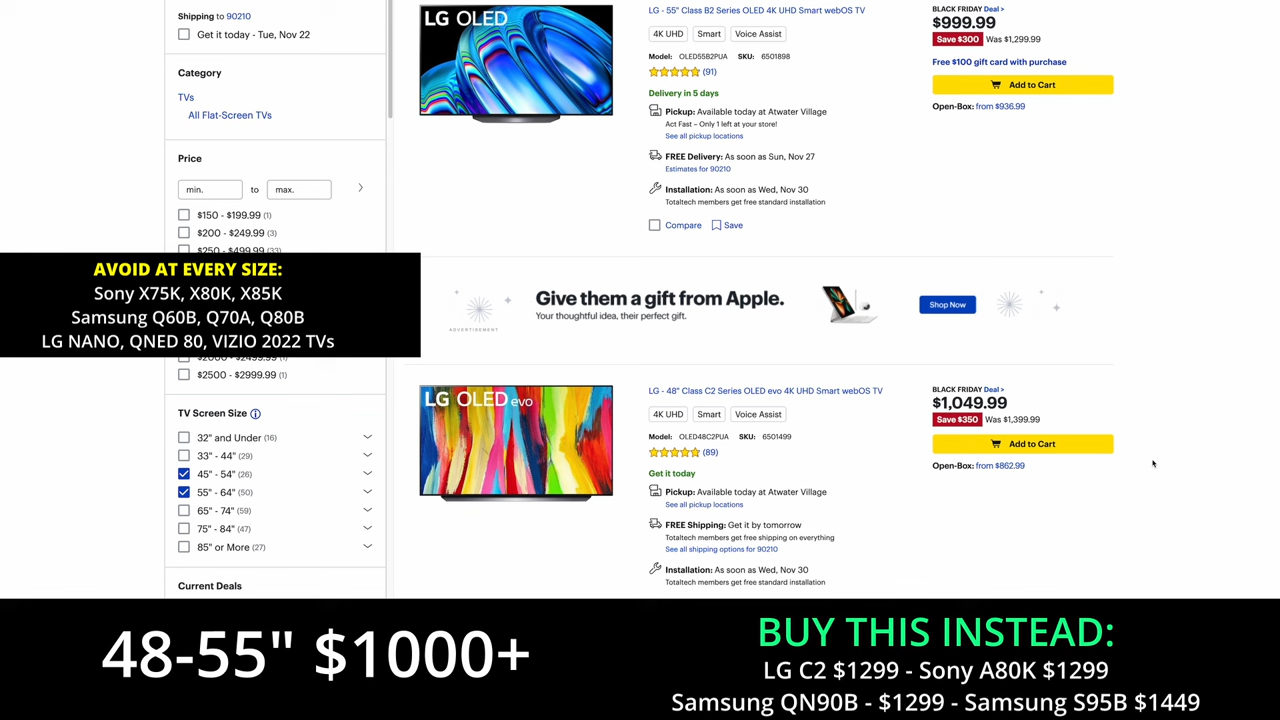 Shipping to 90210
Get it today - Tue, Nov 22
Category
TVs
All Flat-Screen TVs
Price
min.
to
max.
$150 - $199.99 (1)
$200 - $249.99 (3)
$250 - $499.99 (33)
AVOID AT EVERY SIZE:
Sony X75K, X80K, X85K
Samsung Q60B, Q70A, Q80B
LG NANO, QNED 80, VIZIO 2022 TVs
$2000 - $2499.99 (1)
$2500 - $2999.99 (1)
TV Screen Size
32" and Under (16)
33" - 44" (29)
45" - 54" (26)
55" - 64" (50)
65" - 74" (59)
75" - 84" (47)
85" or More (27)
Current Deals
LG OLED
LG - 55" Class B2 Series OLED 4K UHD Smart webOS TV
4K UHD Smart Voice Assist
Model: OLED55B2PUA SKU: 6501898
(91)
Delivery in 5 days
Pickup: Available today at Atwater Village
Act Fast – Only 1 left at your store!
See all pickup locations
FREE Delivery: As soon as Sun, Nov 27
Estimates for 90210
Installation: As soon as Wed, Nov 30
Totaltech members get free standard installation
Compare Save
BLACK FRIDAY Deal >
$999.99
Save $300 Was $1,299.99
Free $100 gift card with purchase
Add to Cart
Open-Box: from $936.99
ADVERTISEMENT
Give them a gift from Apple.
Your thoughtful idea, their perfect gift.
Shop Now
LG OLED evo
LG - 48" Class C2 Series OLED evo 4K UHD Smart webOS TV
4K UHD Smart Voice Assist
Model: OLED48C2PUA SKU: 6501499
(89)
Get it today
Pickup: Available today at Atwater Village
See all pickup locations
FREE Shipping: Get it by tomorrow
Totaltech members get free shipping on everything
See all shipping options for 90210
Installation: As soon as Wed, Nov 30
Totaltech members get free standard installation
BLACK FRIDAY Deal >
$1,049.99
Save $350 Was $1,399.99
Add to Cart
Open-Box: from $862.99
48-55" $1000+
BUY THIS INSTEAD:
LG C2 $1299 - Sony A80K $1299
Samsung QN90B - $1299 - Samsung S95B $1449